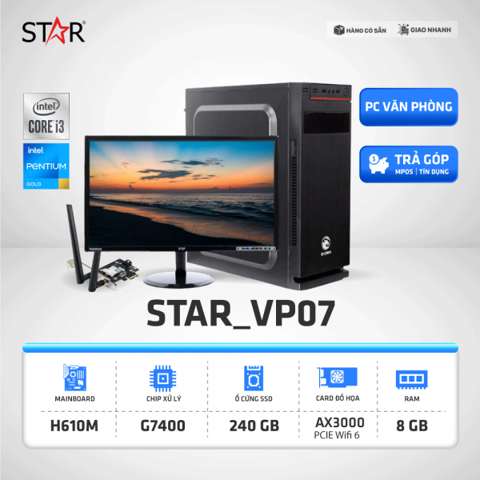 STAR
HÀNG CÓ SẴN
GIAO NHANH
intel
CORE i3
intel
PENTIUM
GOLD
PC VĂN PHÒNG
TRẢ GÓP
MPOS | TÍN DỤNG
STAR_VP07
MAINBOARD
H610M
CHIP XỬ LÝ
G7400
Ổ CỨNG SSD
240 GB
CARD ĐỒ HỌA
AX3000
PCIE Wifi 6
RAM
8 GB